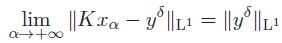 lim_{α→+∞} ‖Kx_α − y^δ‖_{L^1} = ‖y^δ‖_{L^1}